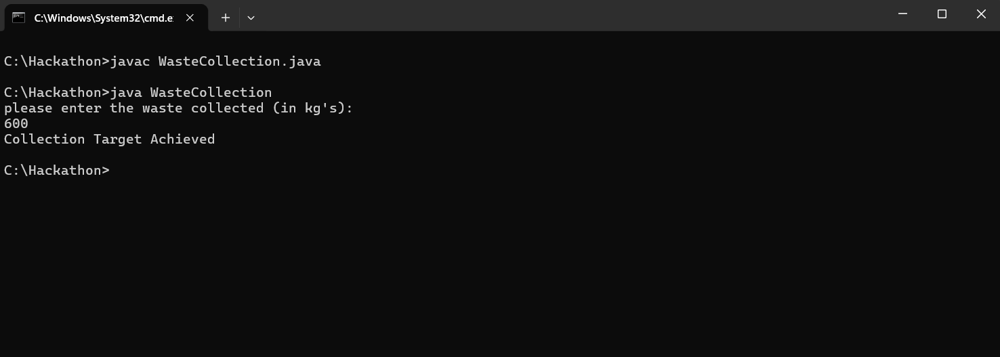 C:\Windows\System32\cmd.e
C:\Hackathon>javac WasteCollection.java
C:\Hackathon>java WasteCollection
please enter the waste collected (in kg's):
600
Collection Target Achieved
C:\Hackathon>